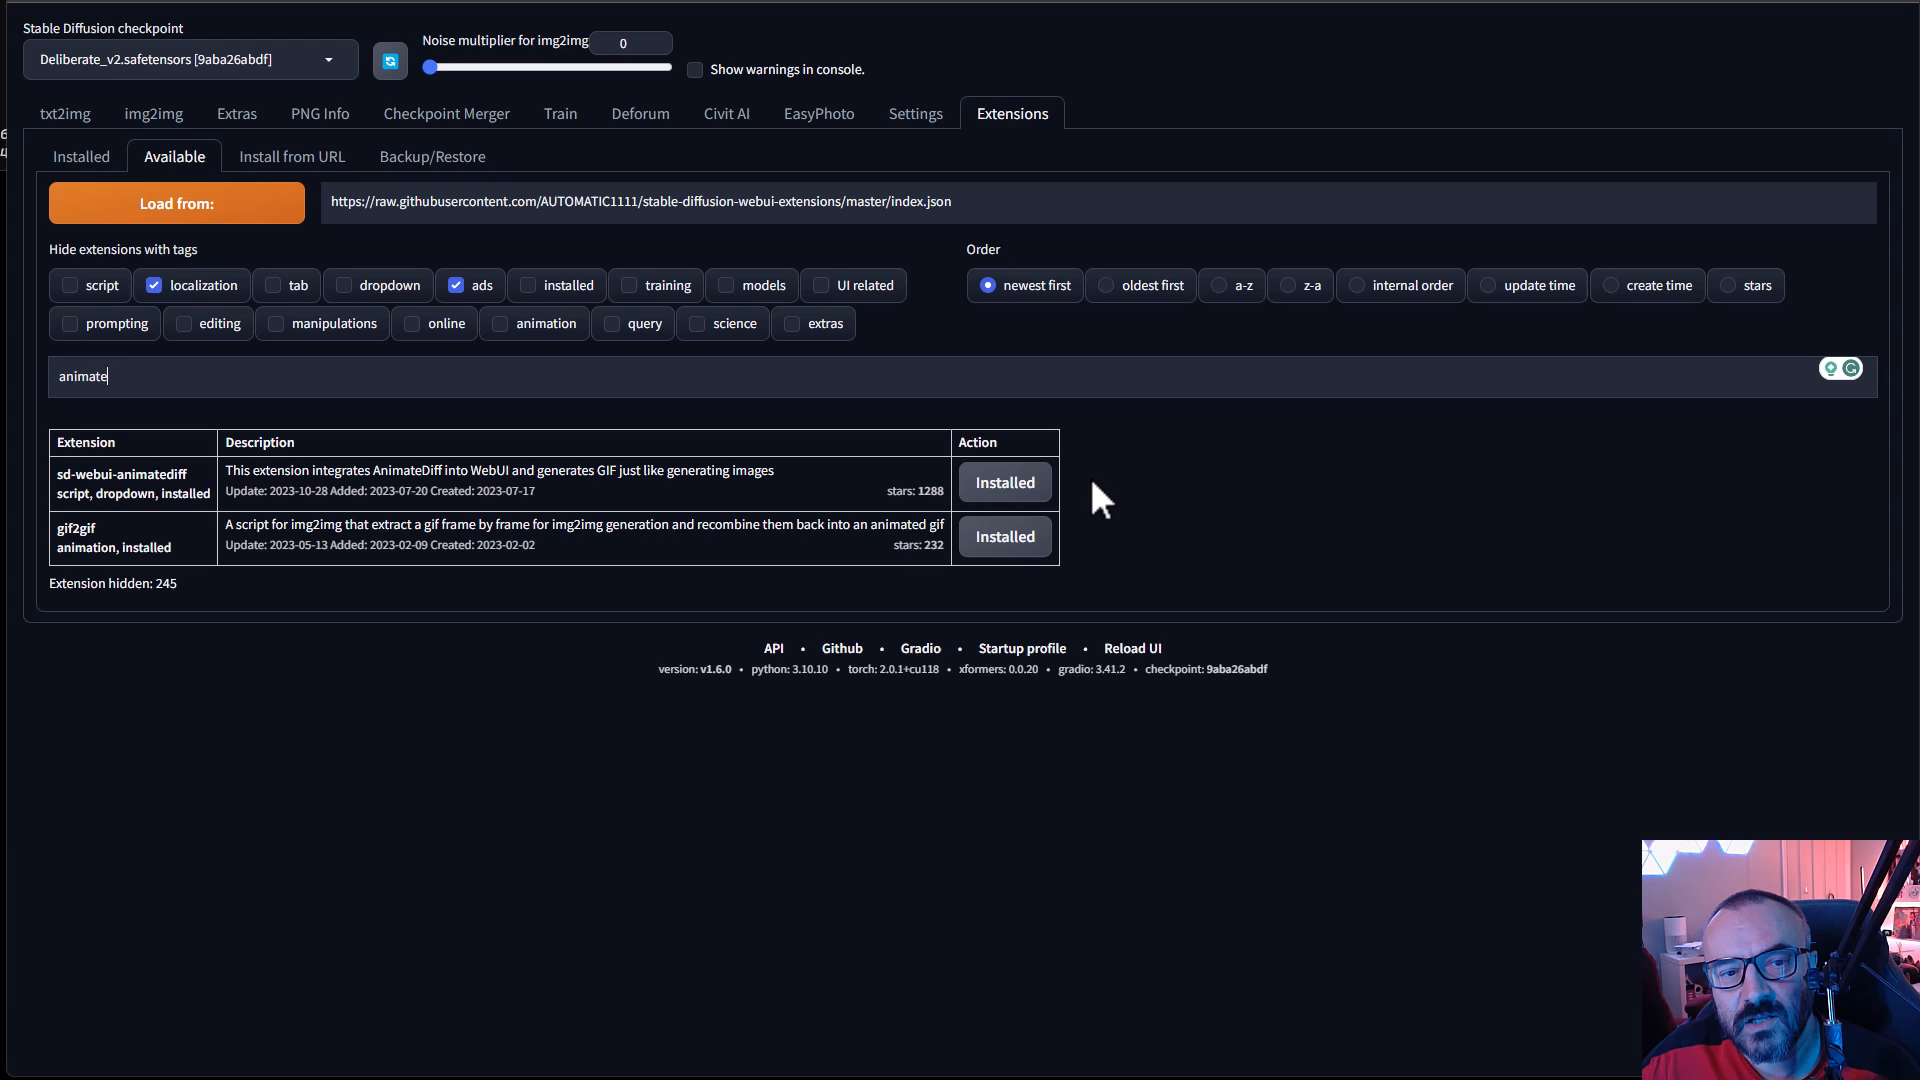 Stable Diffusion checkpoint
Deliberate_v2.safetensors [9aba26abdf]
Noise multiplier for img2img
0
Show warnings in console.
txt2img img2img Extras PNG Info Checkpoint Merger Train Deforum Civit AI EasyPhoto Settings Extensions
Installed Available Install from URL Backup/Restore
Load from:
https://raw.githubusercontent.com/AUTOMATIC1111/stable-diffusion-webui-extensions/master/index.json
Hide extensions with tags
script localization tab dropdown ads installed training models UI related
prompting editing manipulations online animation query science extras
Order
newest first oldest first a-z z-a internal order update time create time stars
animate
Extension Description Action
sd-webui-animatediff
script, dropdown, installed
This extension integrates AnimateDiff into WebUI and generates GIF just like generating images
Update: 2023-10-28 Added: 2023-07-20 Created: 2023-07-17 stars: 1288
Installed
gif2gif
animation, installed
A script for img2img that extract a gif frame by frame for img2img generation and recombine them back into an animated gif
Update: 2023-05-13 Added: 2023-02-09 Created: 2023-02-02 stars: 232
Installed
Extension hidden: 245
API • Github • Gradio • Startup profile • Reload UI
version: v1.6.0 • python: 3.10.10 • torch: 2.0.1+cu118 • xformers: 0.0.20 • gradio: 3.41.2 • checkpoint: 9aba26abdf